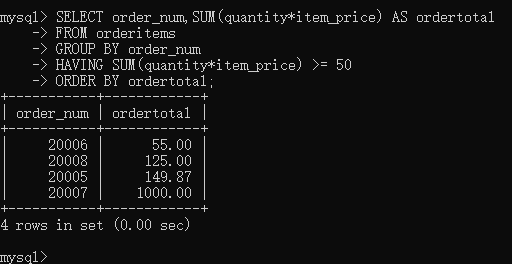 mysql> SELECT order_num,SUM(quantity*item_price) AS ordertotal
    -> FROM orderitems
    -> GROUP BY order_num
    -> HAVING SUM(quantity*item_price) >= 50
    -> ORDER BY ordertotal;
+-----------+------------+
| order_num | ordertotal |
+-----------+------------+
|     20006 |      55.00 |
|     20008 |     125.00 |
|     20005 |     149.87 |
|     20007 |    1000.00 |
+-----------+------------+
4 rows in set (0.00 sec)
mysql>